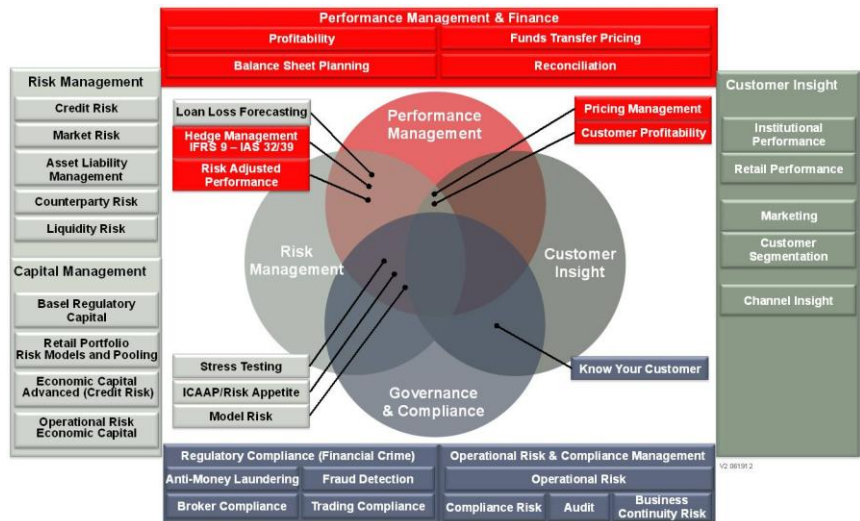 Performance Management & Finance
Profitability
Funds Transfer Pricing
Balance Sheet Planning
Reconciliation
Risk Management
Credit Risk
Market Risk
Asset Liability
Management
Counterparty Risk
Liquidity Risk
Capital Management
Basel Regulatory
Capital
Retail Portfolio
Risk Models and Pooling
Economic Capital
Advanced (Credit Risk)
Operational Risk
Economic Capital
Loan Loss Forecasting
Hedge Management
IFRS 9 – IAS 32/39
Risk Adjusted
Performance
Performance
Management
Pricing Management
Customer Profitability
Risk
Management
Customer
Insight
Stress Testing
ICAAP/Risk Appetite
Model Risk
Governance
& Compliance
Know Your Customer
Customer Insight
Institutional
Performance
Retail Performance
Marketing
Customer
Segmentation
Channel Insight
Regulatory Compliance (Financial Crime)
Anti-Money Laundering
Fraud Detection
Broker Compliance
Trading Compliance
Operational Risk & Compliance Management
Operational Risk
Compliance Risk
Audit
Business
Continuity Risk
V2 061912